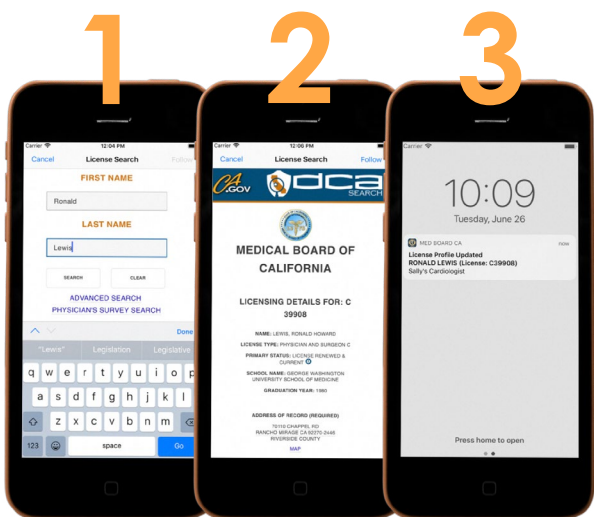 1
2
3
Carrier
12:04 PM
Cancel
License Search
Follow
FIRST NAME
Ronald
LAST NAME
Lewis
SEARCH
CLEAR
ADVANCED SEARCH
PHYSICIAN'S SURVEY SEARCH
Done
"Lewis"
Legislation
Legislative
q w e r t y u i o p
a s d f g h j k l
z x c v b n m
123
space
Go
Carrier
12:06 PM
Cancel
License Search
Follow
CA.GOV
dca
SEARCH
MEDICAL BOARD OF
CALIFORNIA
LICENSING DETAILS FOR: C
39908
NAME: LEWIS, RONALD HOWARD
LICENSE TYPE: PHYSICIAN AND SURGEON C
PRIMARY STATUS: LICENSE RENEWED &
CURRENT
SCHOOL NAME: GEORGE WASHINGTON
UNIVERSITY SCHOOL OF MEDICINE
GRADUATION YEAR: 1980
ADDRESS OF RECORD (REQUIRED)
CHAPPEL RD
RANCHO MIRAGE CA 92270-2446
RIVERSIDE COUNTY
MAP
Carrier
10:09
Tuesday, June 26
MED BOARD CA
now
License Profile Updated
RONALD LEWIS (License: C39908)
Sally's Cardiologist
Press home to open